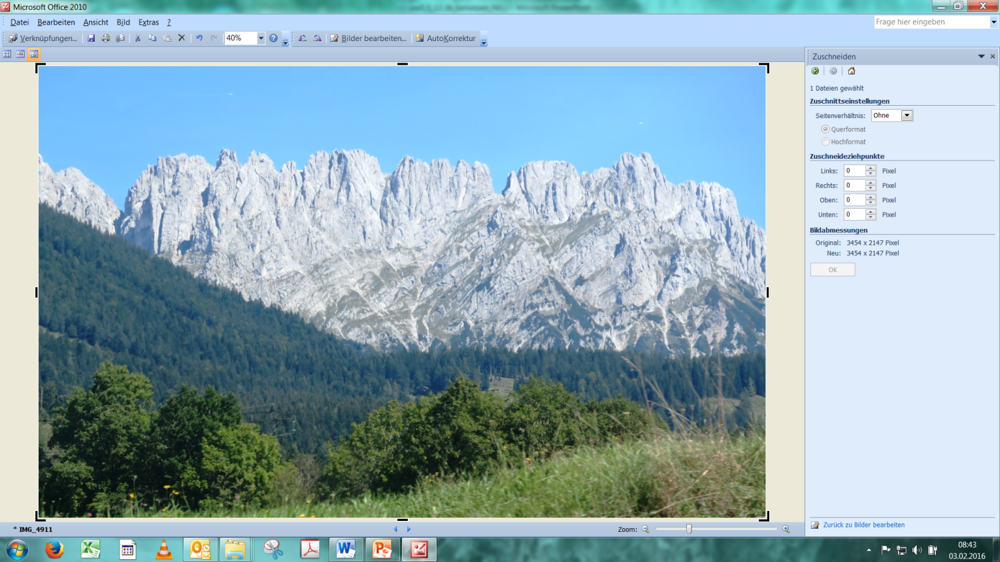 Microsoft Office 2010
Datei Bearbeiten Ansicht Bild Extras ?
Frage hier eingeben
Verknüpfungen... 40% Bilder bearbeiten... AutoKorrektur
Zuschneiden
1 Dateien gewählt
Zuschnittseinstellungen
Seitenverhältnis: Ohne
Querformat
Hochformat
Zuschneideziehpunkte
Links: 0 Pixel
Rechts: 0 Pixel
Oben: 0 Pixel
Unten: 0 Pixel
Bildabmessungen
Original: 3454 x 2147 Pixel
Neu: 3454 x 2147 Pixel
OK
Zurück zu Bilder bearbeiten
* IMG_4911
Zoom:
08:43
03.02.2016